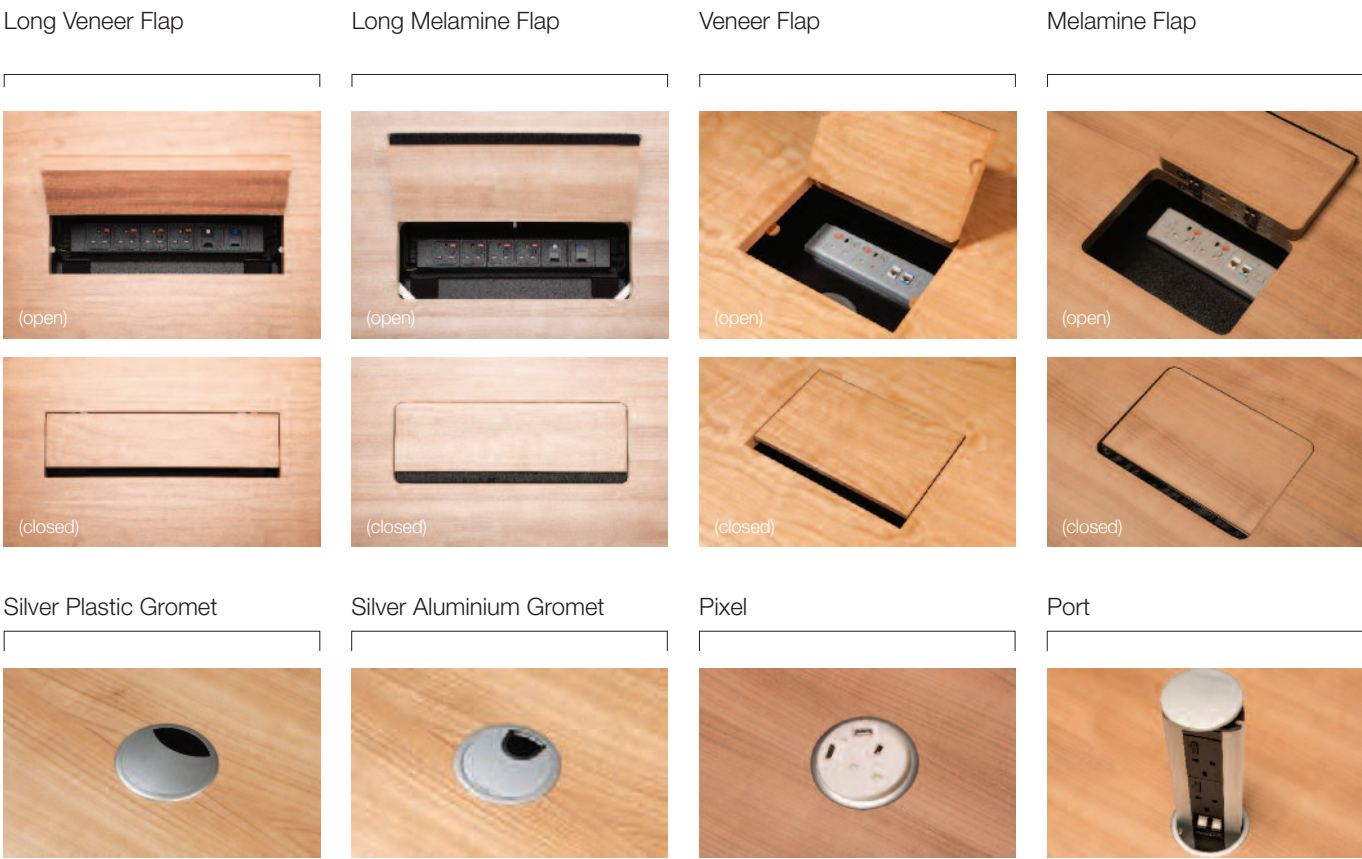 Long Veneer Flap
Long Melamine Flap
Veneer Flap
Melamine Flap
(open)
(open)
(open)
(open)
(closed)
(closed)
(closed)
(closed)
Silver Plastic Gromet
Silver Aluminium Gromet
Pixel
Port